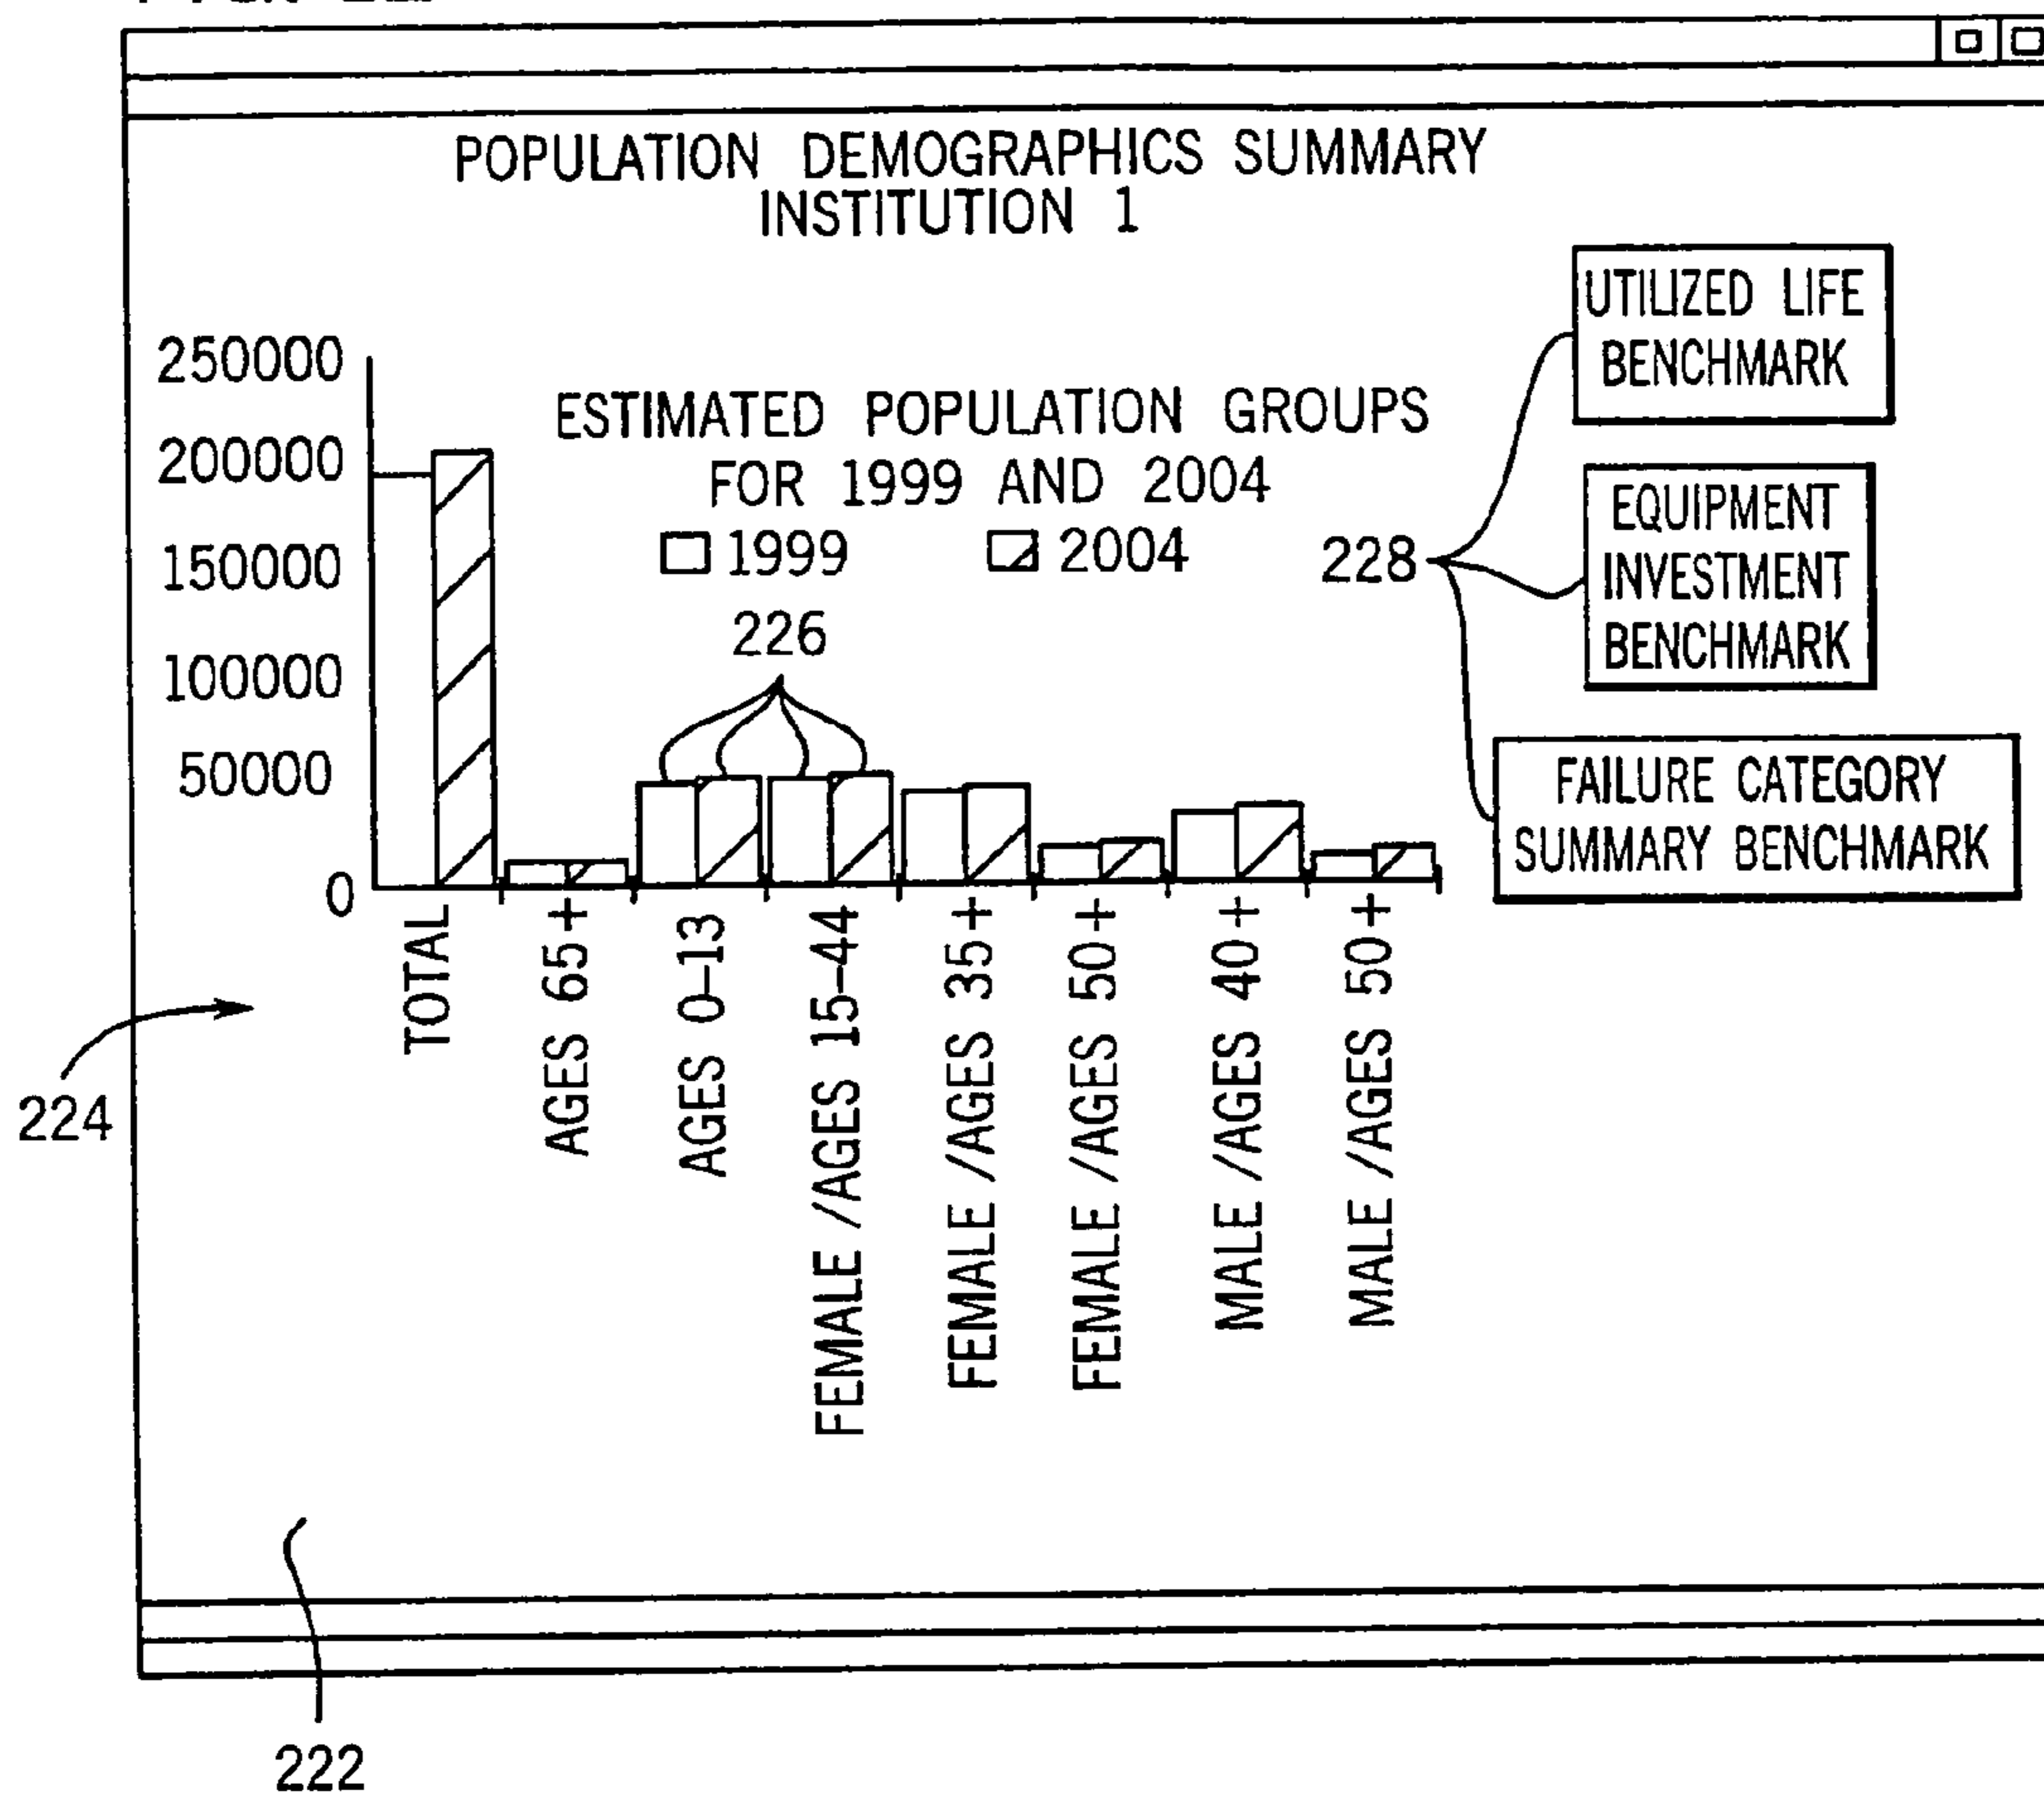 POPULATION DEMOGRAPHICS SUMMARY
INSTITUTION 1
UTILIZED LIFE
BENCHMARK
250000
200000
150000
100000
50000
0
ESTIMATED POPULATION GROUPS
FOR 1999 AND 2004
1999 2004
226
228
EQUIPMENT
INVESTMENT
BENCHMARK
FAILURE CATEGORY
SUMMARY BENCHMARK
TOTAL
AGES 65+
AGES 0-13
FEMALE /AGES 15-44
FEMALE /AGES 35+
FEMALE /AGES 50+
MALE /AGES 40+
MALE /AGES 50+
224
222